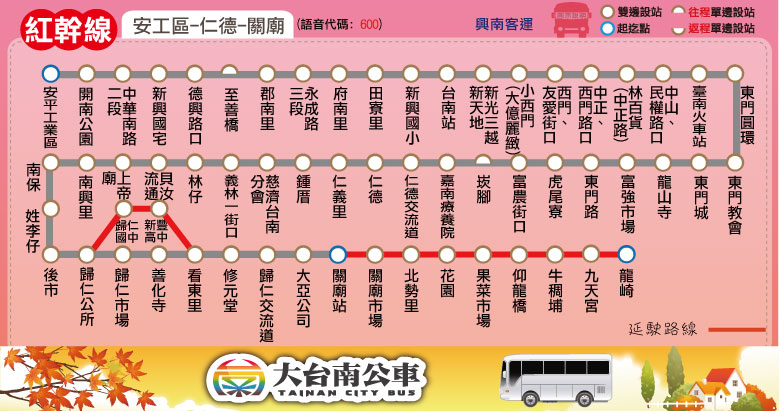 紅幹線
安工區-仁德-關廟
(語音代碼: 600)
興南客運
雙邊設站
起迄點
往程單邊設站
返程單邊設站
安平工業區
開南公園
中華南路二段
新興國宅
德興路口
至善橋
郡南里
永成路三段
府南里
田寮里
新興國小
台南站
新光三越新天地
小西門(大億麗緻)
西門、友愛街口
中正、西門路口
林百貨(中正路)
中山、民權路口
臺南火車站
東門圓環
東門教會
東門城
龍山寺
富強市場
東門路
虎尾寮
富農街口
崁腳
嘉南療養院
仁德交流道
仁德
仁義里
鍾厝
慈濟台南分會
義林一街口
林仔
貝汝流通
上帝廟
南興里
南保
姓李仔
後市
歸仁公所
歸仁國中
新豐高中
歸仁市場
善化寺
看東里
修元堂
歸仁交流道
大亞公司
關廟站
關廟市場
北勢里
花園
果菜市場
仰龍橋
牛稠埔
九天宮
龍崎
延駛路線
大台南公車
TAINAN CITY BUS